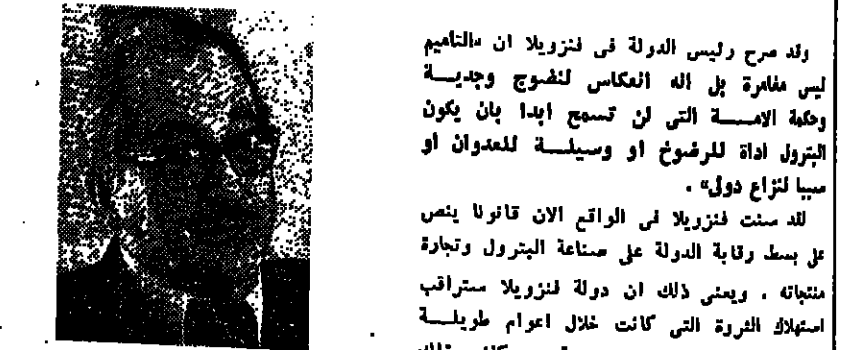 وقد صرح رئيس الدولة فى فنزويلا ان «التأميم
ليس مغامرة بل انه انعكاس لنضوج وجديـــة
وحكمة الامـــــة التى لن تسمح ابدا بان يكون
البترول اداة للرضوخ او وسيلـــة للعدوان او
سببا لنزاع دولى» .
لقد سنت فنزويلا فى الواقع الان قانونا ينص
على بسط رقابة الدولة على صناعة البترول وتجارة
منتجاته . ويعنى ذلك ان دولة فنزويلا ستراقب
استهلاك الثروة التى كانت خلال اعوام طويلـــة